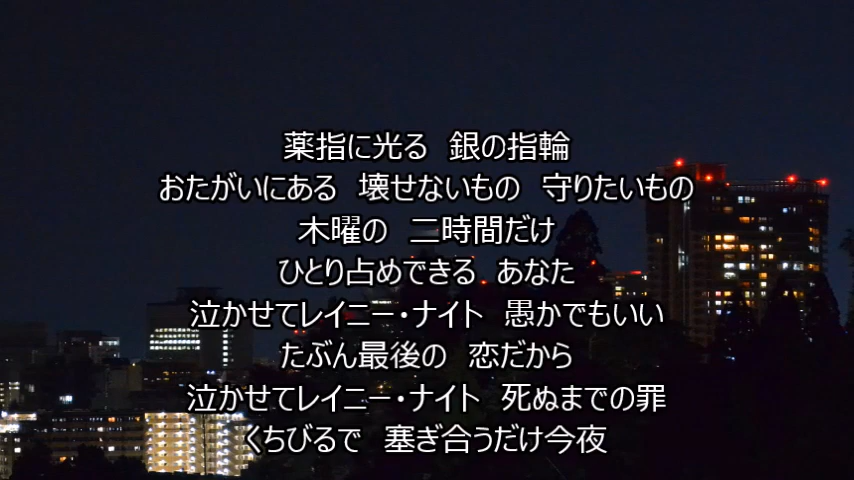 薬指に光る　銀の指輪
おたがいにある　壊せないもの　守りたいもの
木曜の　二時間だけ
ひとり占めできる　あなた
泣かせてレイニー・ナイト　愚かでもいい
たぶん最後の　恋だから
泣かせてレイニー・ナイト　死ぬまでの罪
くちびるで　塞ぎ合うだけ今夜